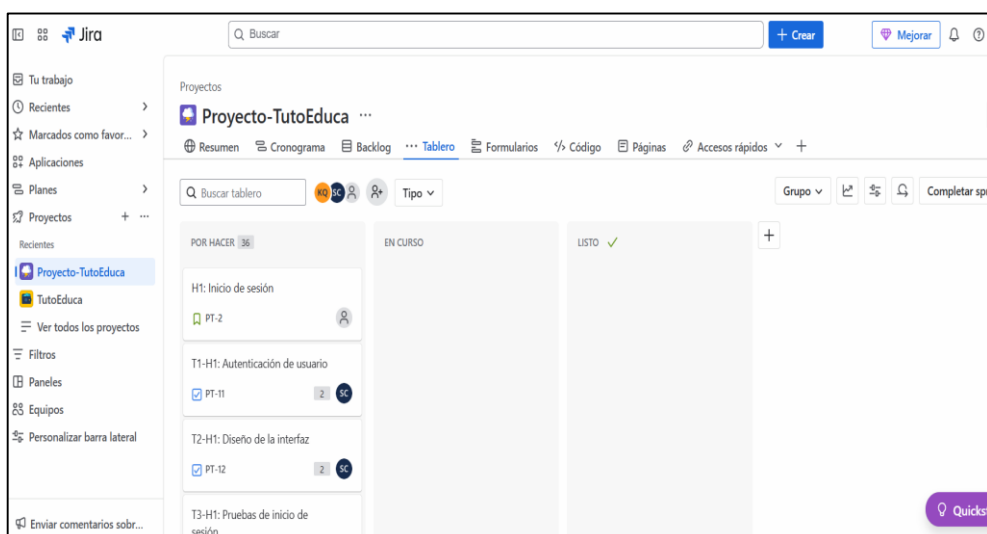 Jira
Buscar
+ Crear
Mejorar
Tu trabajo
Recientes
Marcados como favor...
Aplicaciones
Planes
Proyectos
Recientes
Proyecto-TutoEduca
TutoEduca
Ver todos los proyectos
Filtros
Paneles
Equipos
Personalizar barra lateral
Enviar comentarios sobr...
Proyectos
Proyecto-TutoEduca ...
Resumen
Cronograma
Backlog
Tablero
Formularios
Código
Páginas
Accesos rápidos
Buscar tablero
KQ
SC
Tipo
Grupo
Completar spr
POR HACER 36
H1: Inicio de sesión
PT-2
T1-H1: Autenticación de usuario
PT-11
2
SC
T2-H1: Diseño de la interfaz
PT-12
2
SC
T3-H1: Pruebas de inicio de
sesión
EN CURSO
LISTO
Quickst